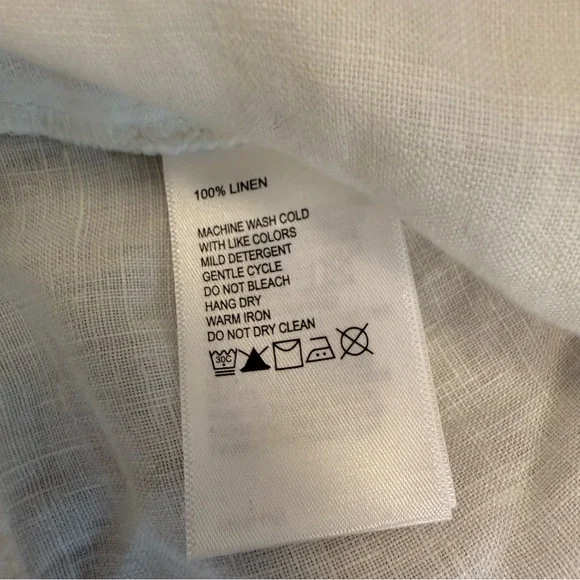 100% LINEN
MACHINE WASH COLD
WITH LIKE COLORS
MILD DETERGENT
GENTLE CYCLE
DO NOT BLEACH
HANG DRY
WARM IRON
DO NOT DRY CLEAN
30C